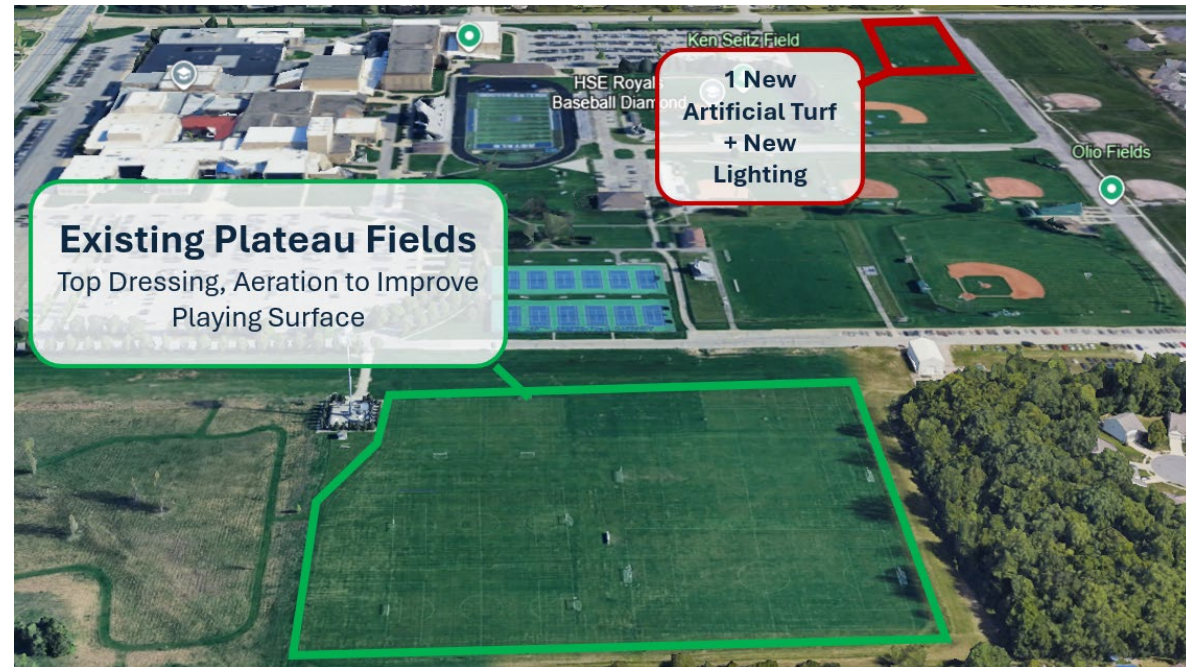 Ken Seitz Field
HSE Royals
Baseball Diamond
1 New
Artificial Turf
+ New
Lighting
Olio Fields
Existing Plateau Fields
Top Dressing, Aeration to Improve
Playing Surface